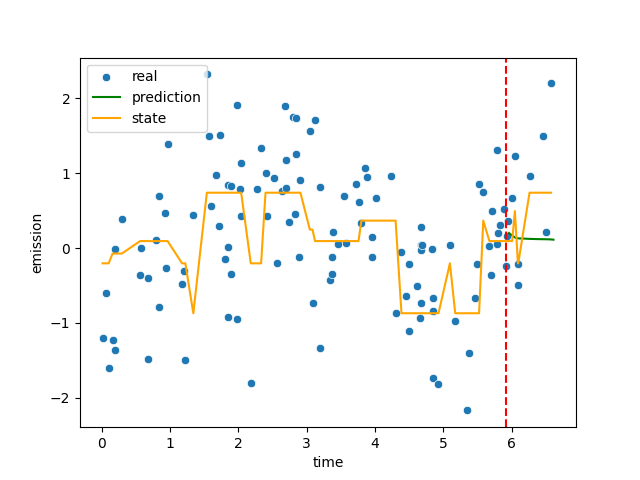 real
prediction
state
2
1
0
−1
−2
emission
0 1 2 3 4 5 6
time